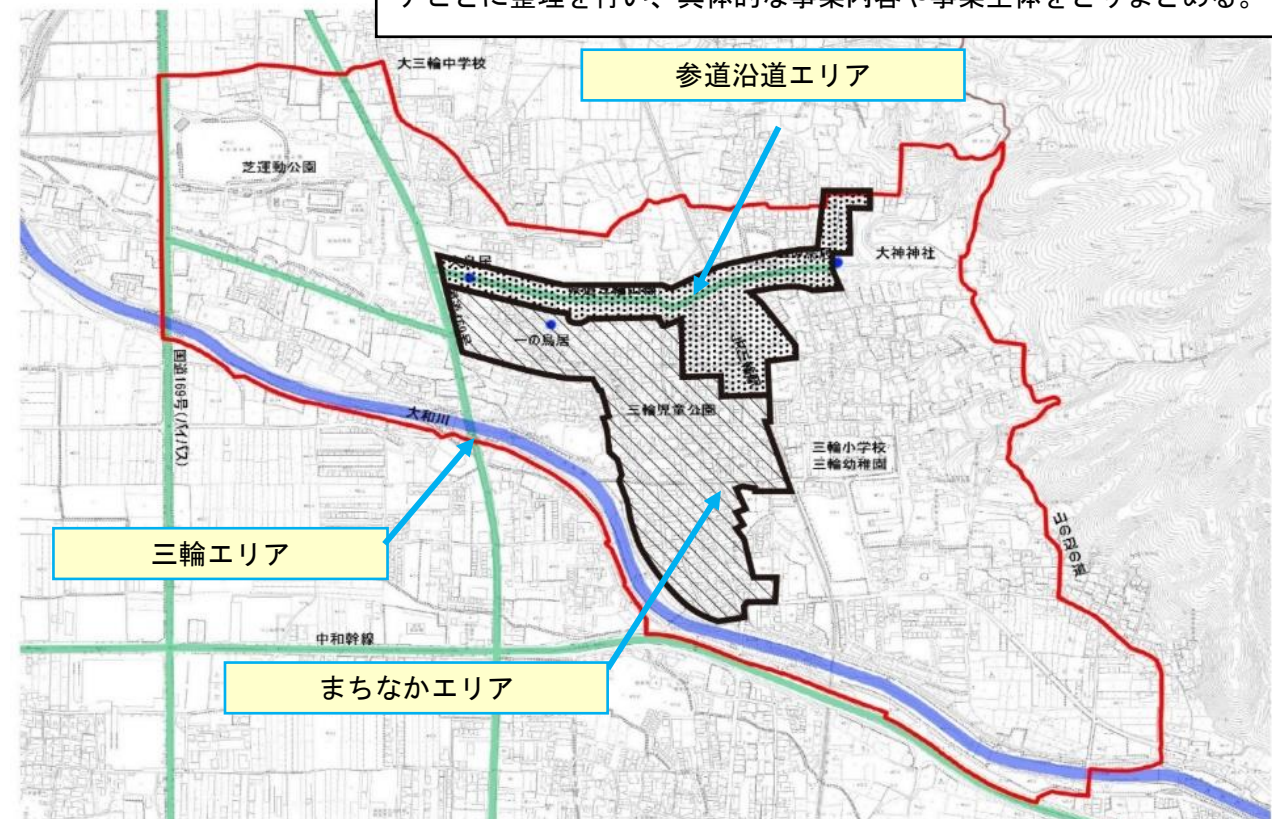 アごとに整理を行い、具体的な事業内容や事業主体をとりまとめる。
大三輪中学校
参道沿道エリア
芝運動公園
大神神社
一の鳥居
国道169号(バイパス)
大和川
三輪児童公園
三輪小学校
三輪幼稚園
山の辺の道
三輪エリア
中和幹線
まちなかエリア